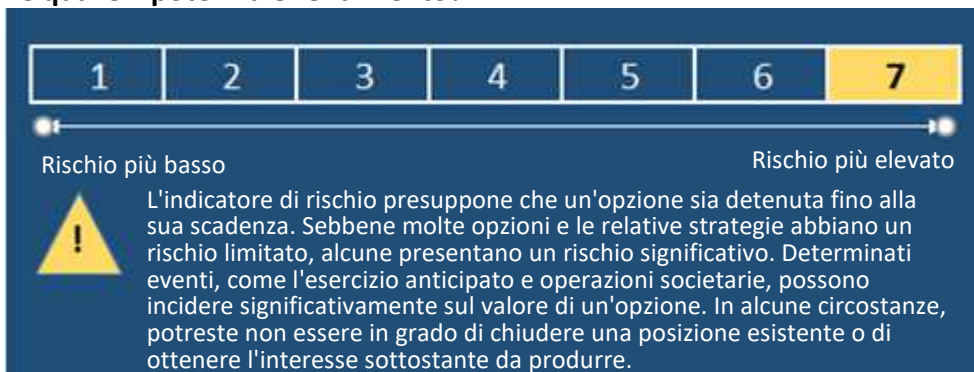 1 2 3 4 5 6 7
Rischio più basso Rischio più elevato
L'indicatore di rischio presuppone che un'opzione sia detenuta fino alla
sua scadenza. Sebbene molte opzioni e le relative strategie abbiano un
rischio limitato, alcune presentano un rischio significativo. Determinati
eventi, come l'esercizio anticipato e operazioni societarie, possono
incidere significativamente sul valore di un'opzione. In alcune circostanze,
potreste non essere in grado di chiudere una posizione esistente o di
ottenere l'interesse sottostante da produrre.
!